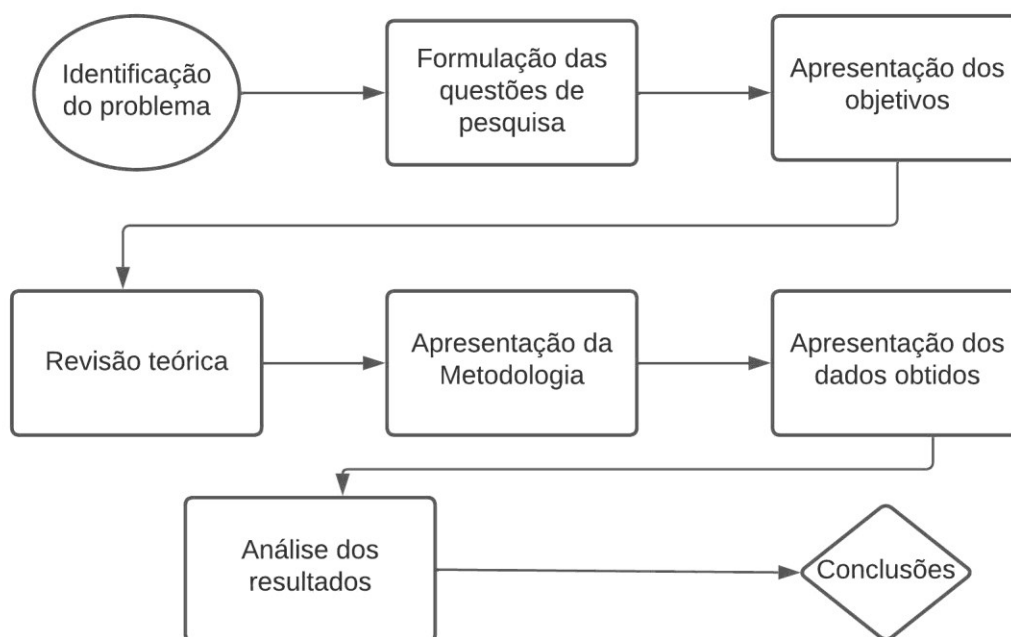 Identificação
do problema
Formulação das
questões de
pesquisa
Apresentação dos
objetivos
Revisão teórica
Apresentação da
Metodologia
Apresentação dos
dados obtidos
Análise dos
resultados
Conclusões